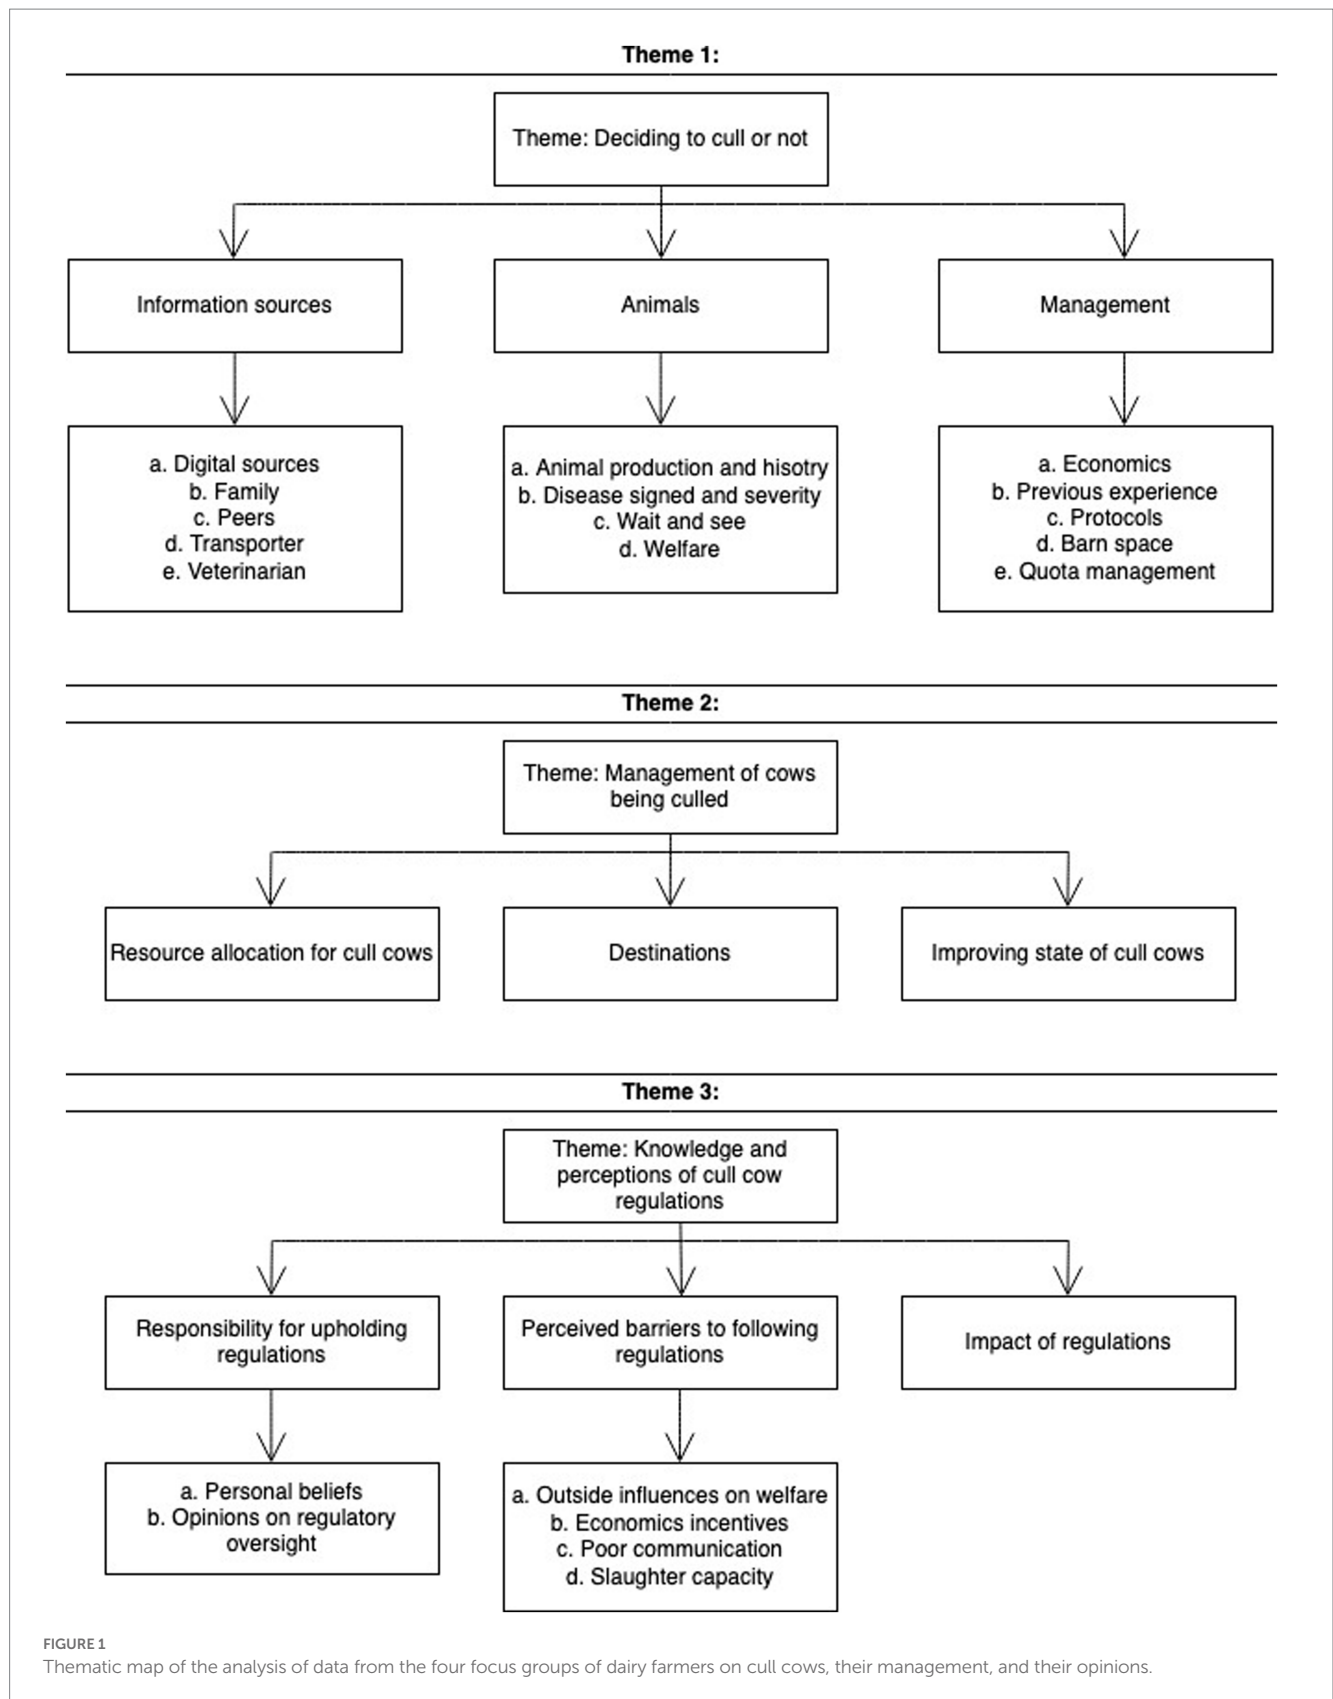 Theme 1:
Theme: Deciding to cull or not
Information sources
Animals
Management
a. Digital sources
b. Family
c. Peers
d. Transporter
e. Veterinarian
a. Animal production and hisotry
b. Disease signed and severity
c. Wait and see
d. Welfare
a. Economics
b. Previous experience
c. Protocols
d. Barn space
e. Quota management
Theme 2:
Theme: Management of cows
being culled
Resource allocation for cull cows
Destinations
Improving state of cull cows
Theme 3:
Theme: Knowledge and
perceptions of cull cow
regulations
Responsibility for upholding
regulations
Perceived barriers to following
regulations
Impact of regulations
a. Personal beliefs
b. Opinions on regulatory
oversight
a. Outside influences on welfare
b. Economics incentives
c. Poor communication
d. Slaughter capacity
FIGURE 1
Thematic map of the analysis of data from the four focus groups of dairy farmers on cull cows, their management, and their opinions.